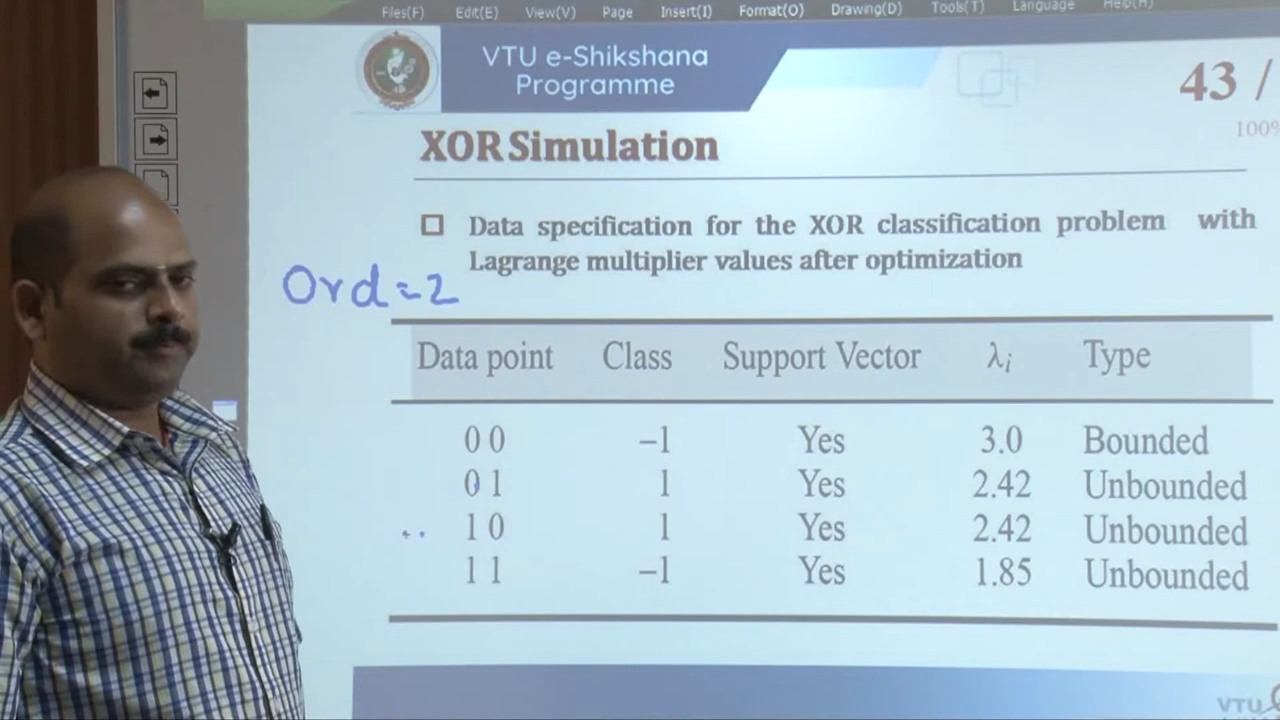 Files(F) Edit(E) View(V) Page Insert(I) Format(O) Drawing(D) Tools(T) Language Help(H)
VTU e-Shikshana
Programme
43 /
100%
XOR Simulation
Data specification for the XOR classification problem with
Lagrange multiplier values after optimization
Ord=2
Data point Class Support Vector λi Type
0 0 –1 Yes 3.0 Bounded
0 1 1 Yes 2.42 Unbounded
1 0 1 Yes 2.42 Unbounded
1 1 –1 Yes 1.85 Unbounded
VTU